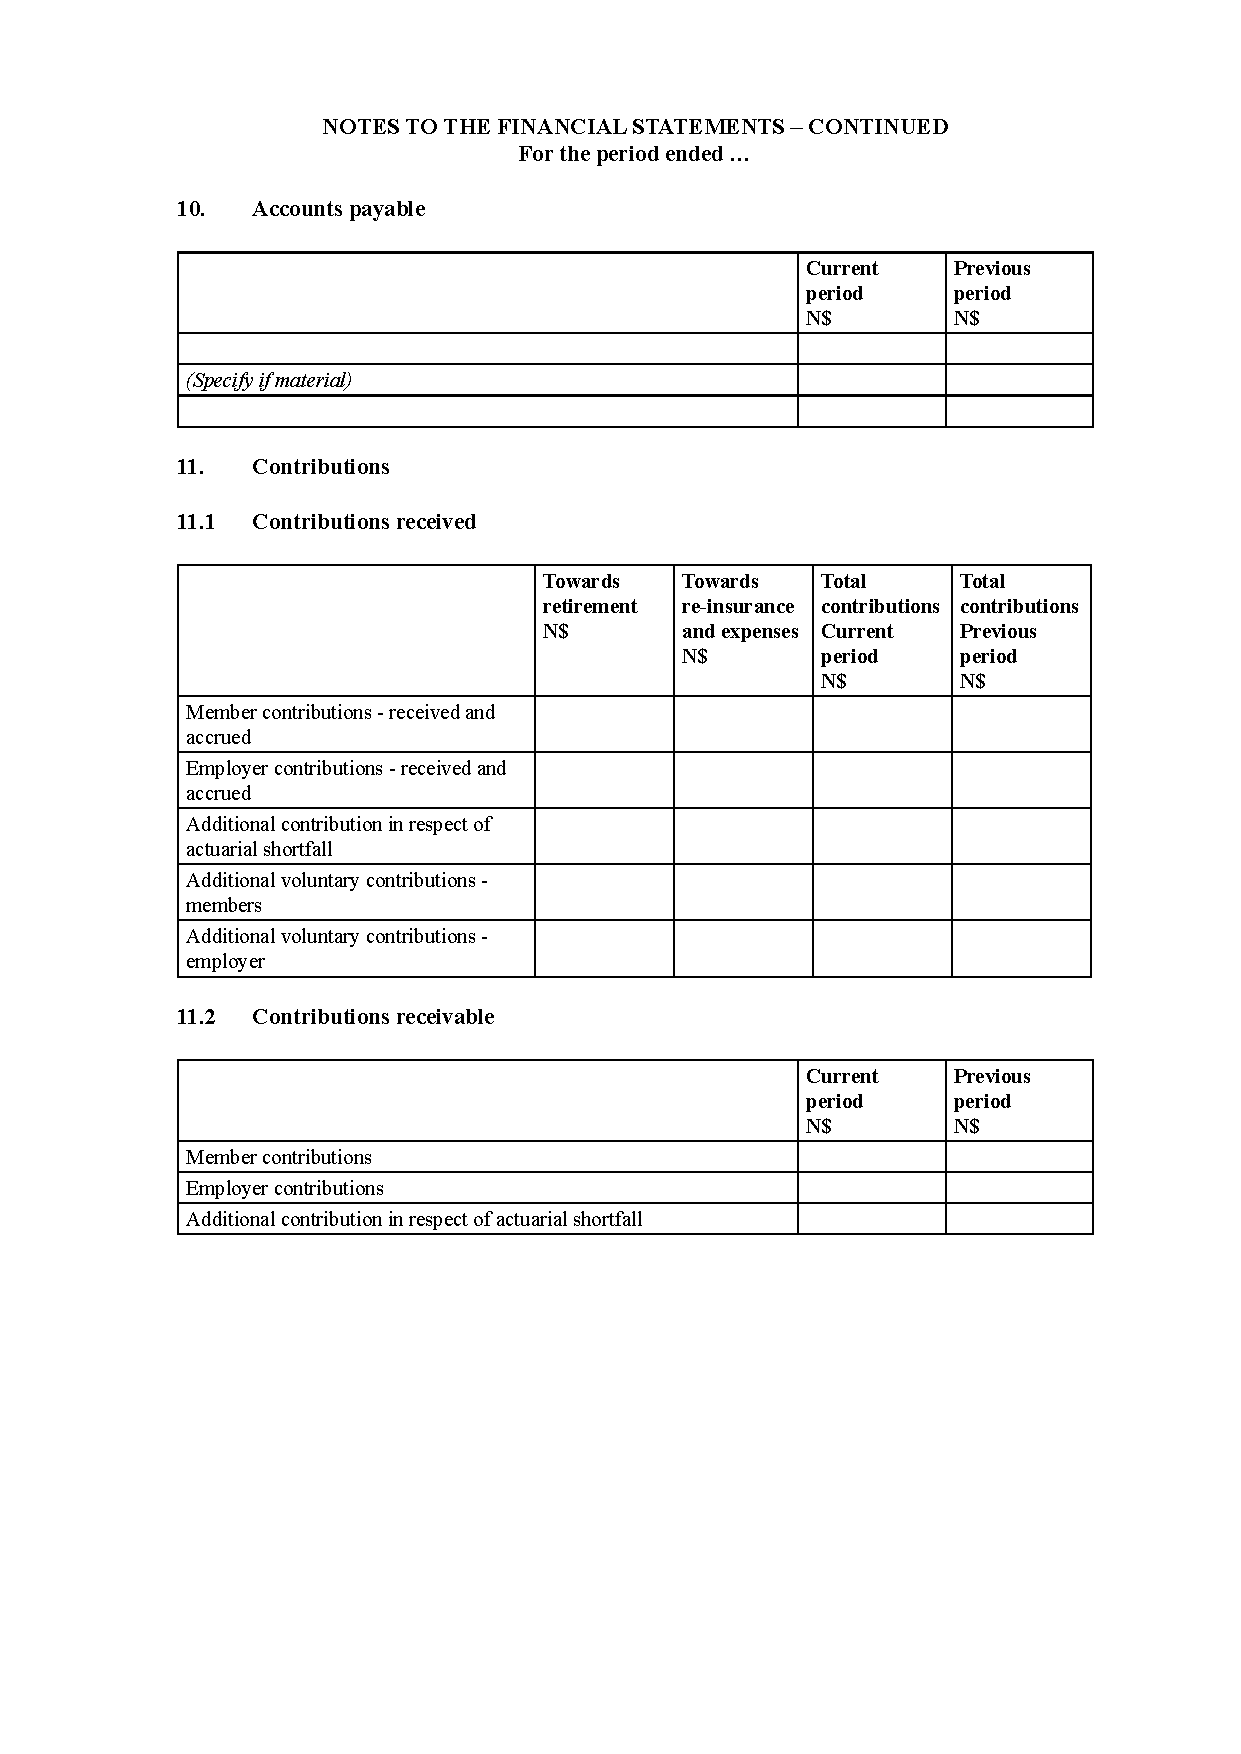 NOTES TO THE FINANCIAL STATEMENTS – CONTINUED
For the period ended …
10. Accounts payable
Current period N$
Previous period N$
(Specify if material)
11. Contributions
11.1 Contributions received
Towards
retirement
N$
Towards
re-insurance
and expenses
N$
Total
contributions
Current
period
N$
Total
contributions
Previous
period
N$
Member contributions - received and
accrued
Employer contributions - received and
accrued
Additional contribution in respect of
actuarial shortfall
Additional voluntary contributions -
members
Additional voluntary contributions -
employer
11.2 Contributions receivable
Current
period
N$
Previous
period
N$
Member contributions
Employer contributions
Additional contribution in respect of actuarial shortfall